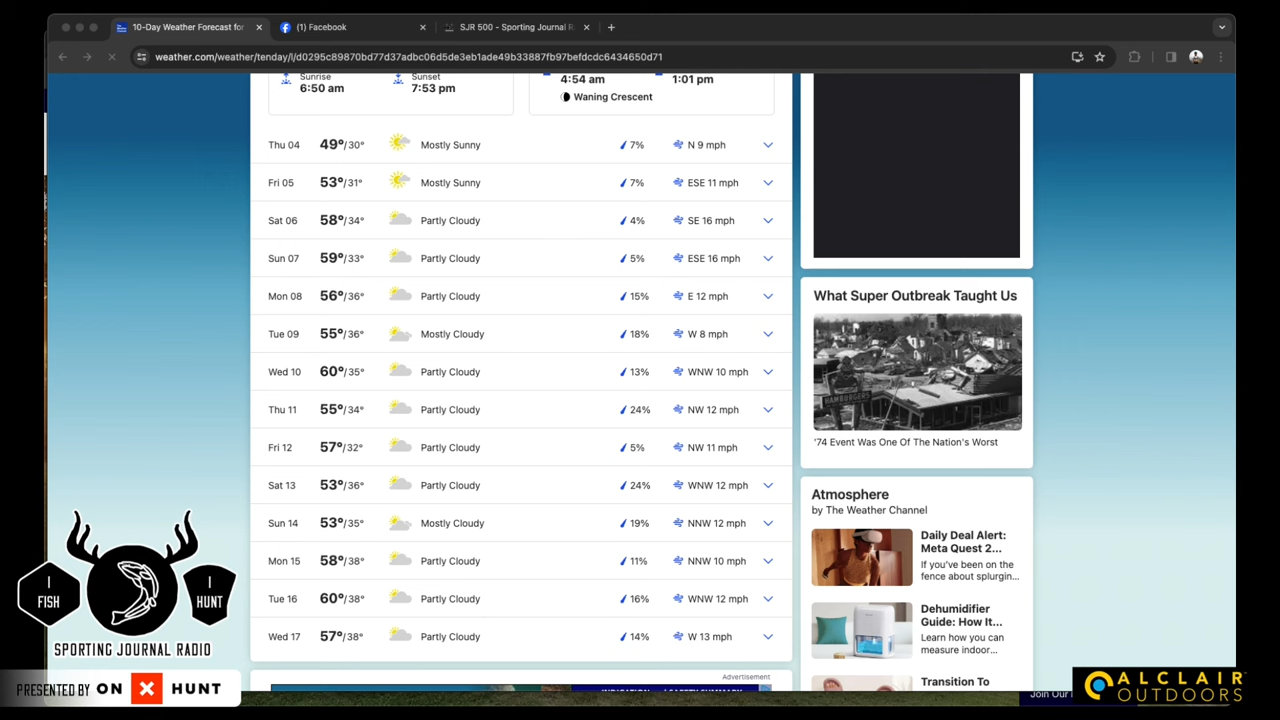 10-Day Weather Forecast for
(1) Facebook
SJR 500 - Sporting Journal R
weather.com/weather/tenday/l/d0295c89870bd77d37adbc06d5de3eb1ade49b33887fb97befdcdc6434650d71
Sunrise
6:50 am
Sunset
7:53 pm
4:54 am
1:01 pm
Waning Crescent
Thu 04 49°/30° Mostly Sunny 7% N 9 mph
Fri 05 53°/31° Mostly Sunny 7% ESE 11 mph
Sat 06 58°/34° Partly Cloudy 4% SE 16 mph
Sun 07 59°/33° Partly Cloudy 5% ESE 16 mph
Mon 08 56°/36° Partly Cloudy 15% E 12 mph
Tue 09 55°/36° Mostly Cloudy 18% W 8 mph
Wed 10 60°/35° Partly Cloudy 13% WNW 10 mph
Thu 11 55°/34° Partly Cloudy 24% NW 12 mph
Fri 12 57°/32° Partly Cloudy 5% NW 11 mph
Sat 13 53°/36° Partly Cloudy 24% WNW 12 mph
Sun 14 53°/35° Mostly Cloudy 19% NNW 12 mph
Mon 15 58°/38° Partly Cloudy 11% NNW 10 mph
Tue 16 60°/38° Partly Cloudy 16% WNW 12 mph
Wed 17 57°/38° Partly Cloudy 14% W 13 mph
Advertisement
What Super Outbreak Taught Us
HAMBURGERS
'74 Event Was One Of The Nation's Worst
Atmosphere
by The Weather Channel
Daily Deal Alert:
Meta Quest 2...
If you've been on the
fence about splurgin...
Dehumidifier
Guide: How It...
Learn how you can
measure indoor...
Transition To
Join Our
I
FISH
I
HUNT
SPORTING JOURNAL RADIO
PRESENTED BY ON X HUNT
ALCLAIR
OUTDOORS